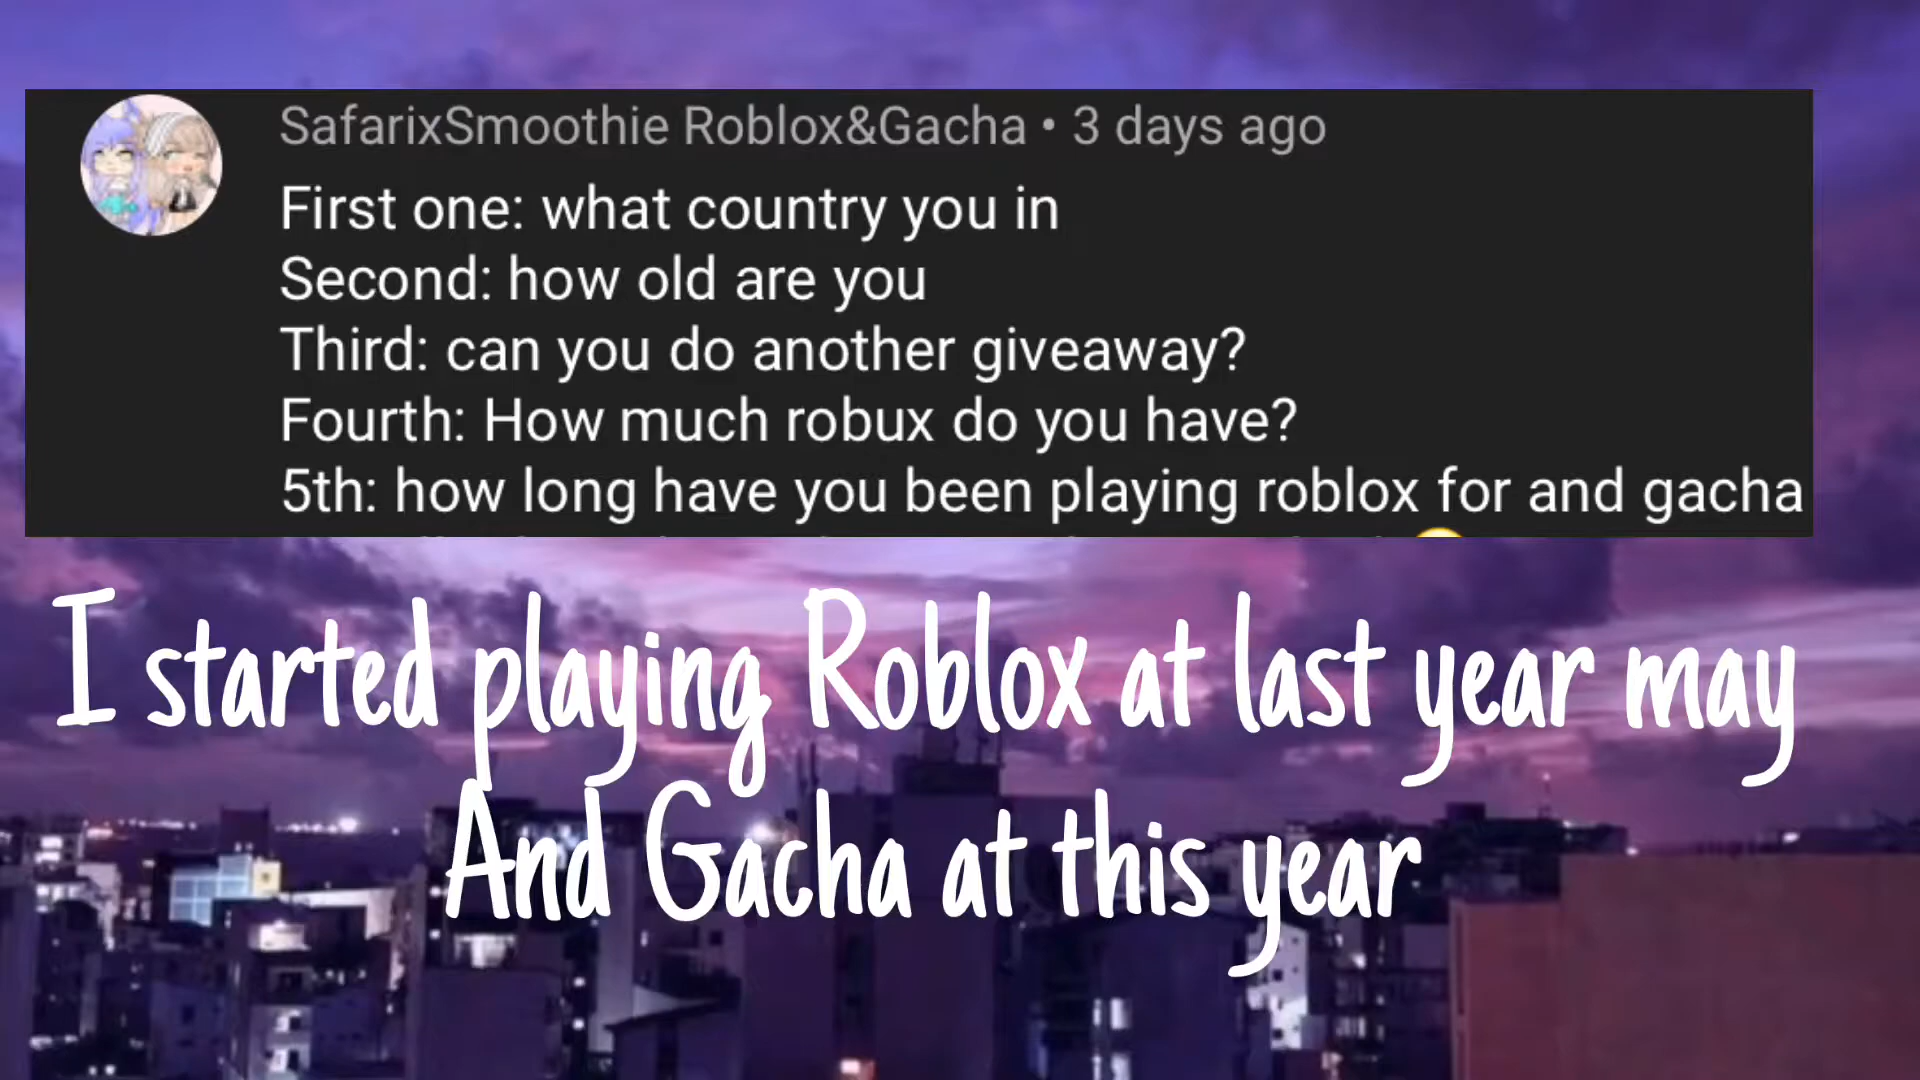 SafarixSmoothie Roblox&Gacha • 3 days ago
First one: what country you in
Second: how old are you
Third: can you do another giveaway?
Fourth: How much robux do you have?
5th: how long have you been playing roblox for and gacha
I started playing Roblox at last year may
And Gacha at this year